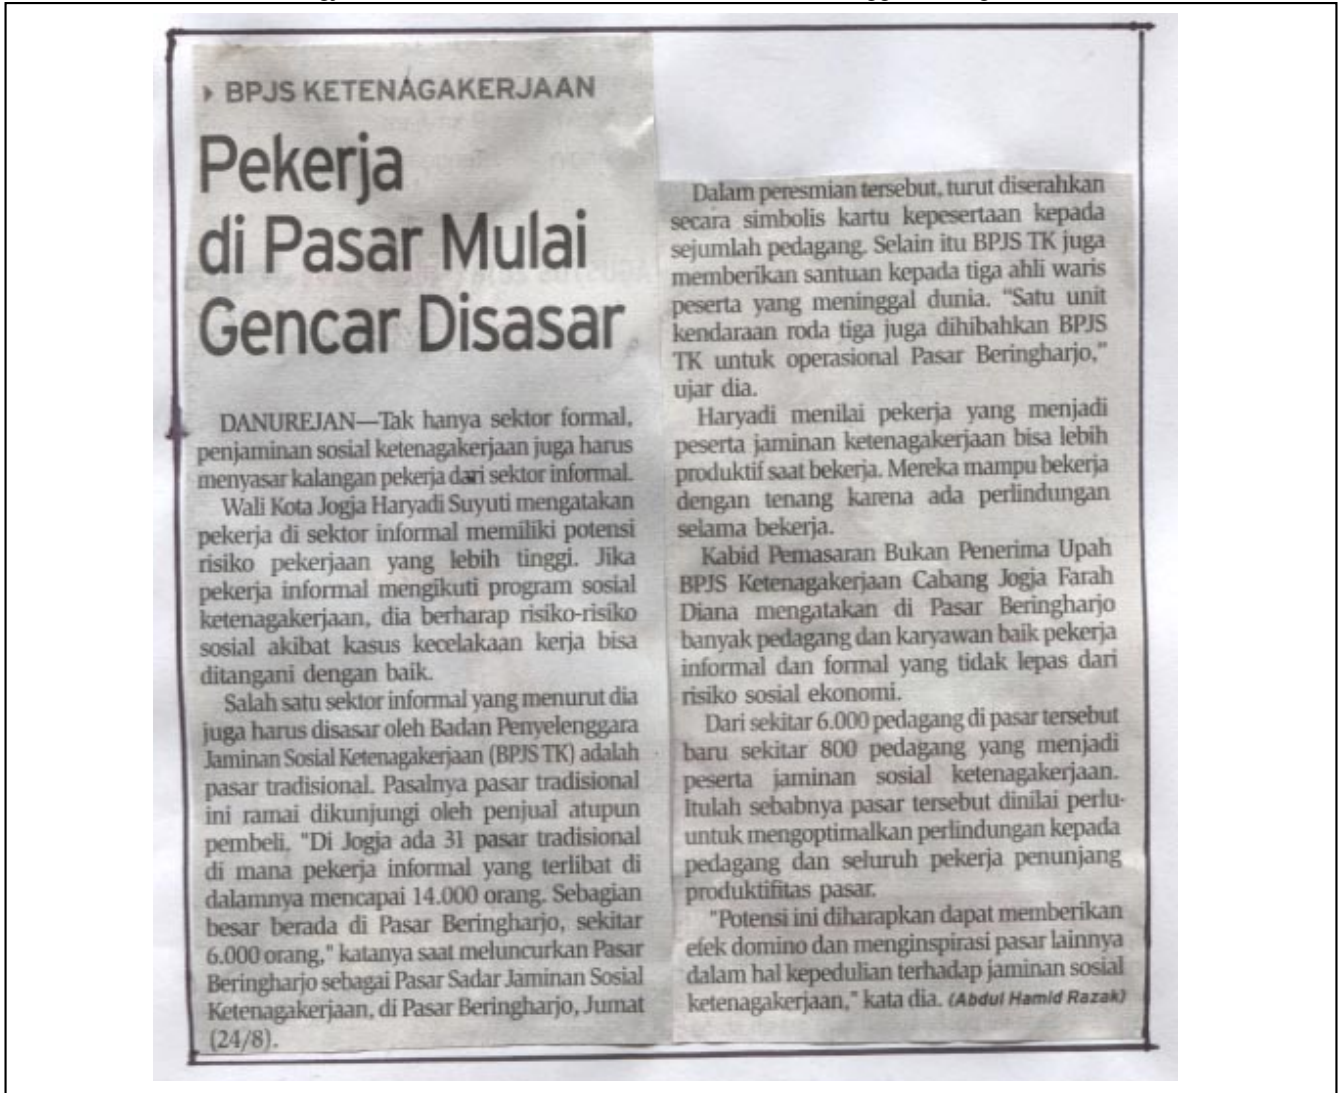 BPJS KETENAGAKERJAAN
Pekerja
di Pasar Mulai
Gencar Disasar
DANUREJAN—Tak hanya sektor formal,
penjaminan sosial ketenagakerjaan juga harus
menyasar kalangan pekerja dari sektor informal.
Wali Kota Jogja Haryadi Suyuti mengatakan
pekerja di sektor informal memiliki potensi
risiko pekerjaan yang lebih tinggi. Jika
pekerja informal mengikuti program sosial
ketenagakerjaan, dia berharap risiko-risiko
sosial akibat kasus kecelakaan kerja bisa
ditangani dengan baik.
Salah satu sektor informal yang menurut dia
juga harus disasar oleh Badan Penyelenggara
Jaminan Sosial Ketenagakerjaan (BPJS TK) adalah
pasar tradisional. Pasalnya pasar tradisional
ini ramai dikunjungi oleh penjual atupun
pembeli. "Di Jogja ada 31 pasar tradisional
di mana pekerja informal yang terlibat di
dalamnya mencapai 14.000 orang. Sebagian
besar berada di Pasar Beringharjo, sekitar
6.000 orang," katanya saat meluncurkan Pasar
Beringharjo sebagai Pasar Sadar Jaminan Sosial
Ketenagakerjaan, di Pasar Beringharjo, Jumat
(24/8).
Dalam peresmian tersebut, turut diserahkan
secara simbolis kartu kepesertaan kepada
sejumlah pedagang. Selain itu BPJS TK juga
memberikan santuan kepada tiga ahli waris
peserta yang meninggal dunia. "Satu unit
kendaraan roda tiga juga dihibahkan BPJS
TK untuk operasional Pasar Beringharjo,"
ujar dia.
Haryadi menilai pekerja yang menjadi
peserta jaminan ketenagakerjaan bisa lebih
produktif saat bekerja. Mereka mampu bekerja
dengan tenang karena ada perlindungan
selama bekerja.
Kabid Pemasaran Bukan Penerima Upah
BPJS Ketenagakerjaan Cabang Jogja Farah
Diana mengatakan di Pasar Beringharjo
banyak pedagang dan karyawan baik pekerja
informal dan formal yang tidak lepas dari
risiko sosial ekonomi.
Dari sekitar 6.000 pedagang di pasar tersebut
baru sekitar 800 pedagang yang menjadi
peserta jaminan sosial ketenagakerjaan.
Itulah sebabnya pasar tersebut dinilai perlu
untuk mengoptimalkan perlindungan kepada
pedagang dan seluruh pekerja penunjang
produktifitas pasar.
"Potensi ini diharapkan dapat memberikan
efek domino dan menginspirasi pasar lainnya
dalam hal kepedulian terhadap jaminan sosial
ketenagakerjaan," kata dia. (Abdul Hamid Razak)